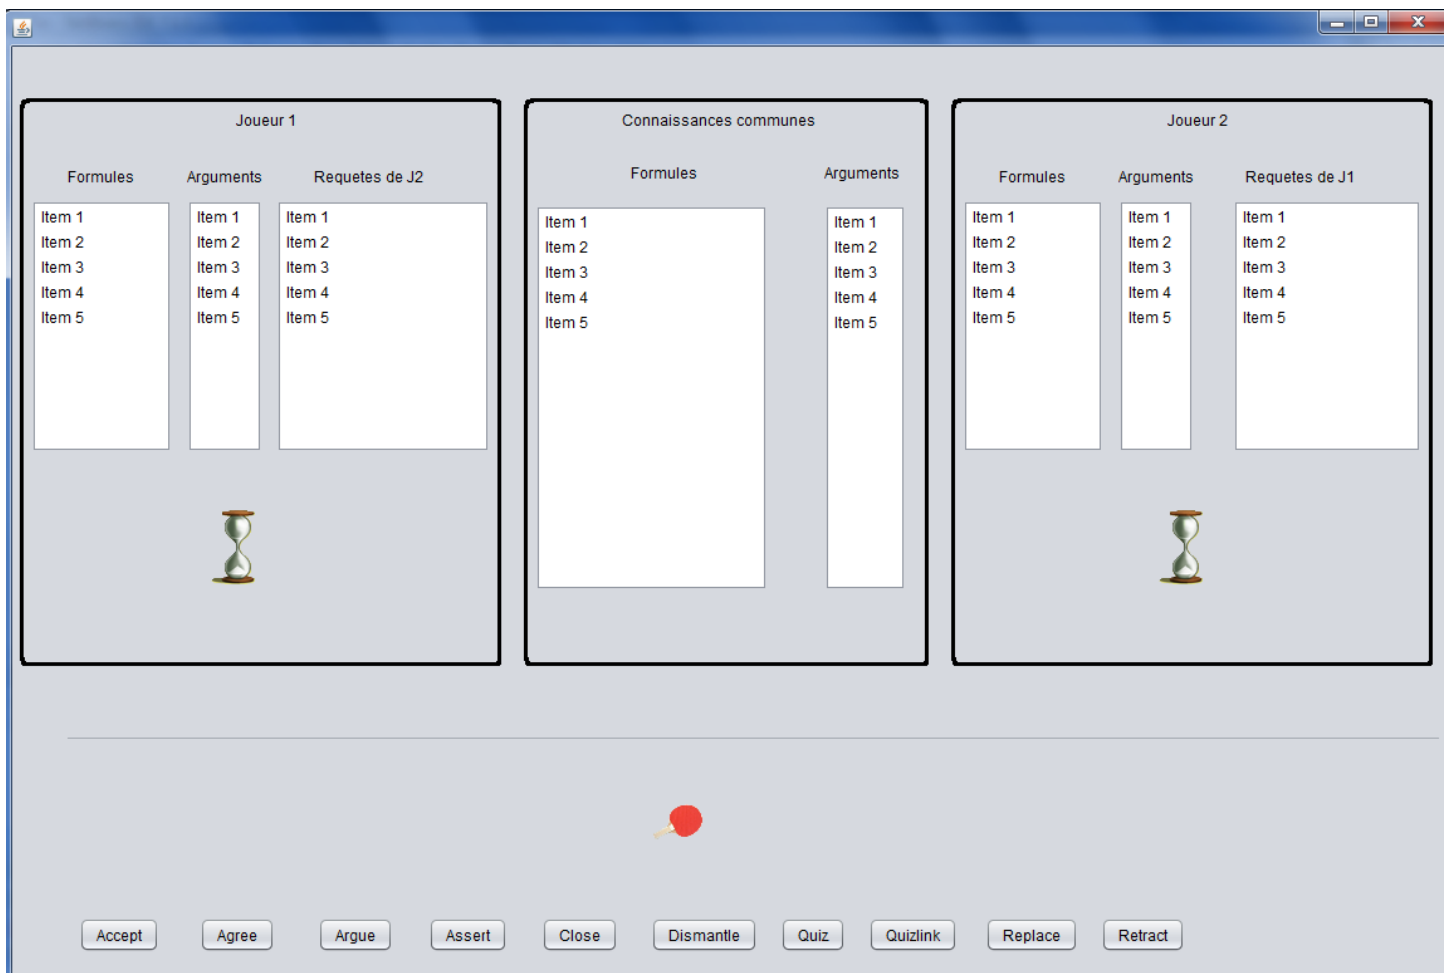 Joueur 1
Formules Arguments Requetes de J2
Item 1 Item 1 Item 1
Item 2 Item 2 Item 2
Item 3 Item 3 Item 3
Item 4 Item 4 Item 4
Item 5 Item 5 Item 5
Connaissances communes
Formules Arguments
Item 1 Item 1
Item 2 Item 2
Item 3 Item 3
Item 4 Item 4
Item 5 Item 5
Joueur 2
Formules Arguments Requetes de J1
Item 1 Item 1 Item 1
Item 2 Item 2 Item 2
Item 3 Item 3 Item 3
Item 4 Item 4 Item 4
Item 5 Item 5 Item 5
Accept Agree Argue Assert Close Dismantle Quiz Quizlink Replace Retract